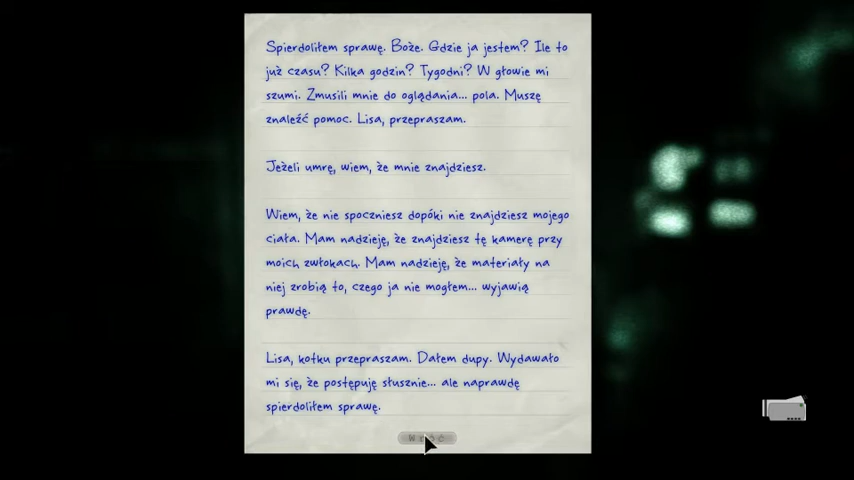 Spierdoliłem sprawę. Boże. Gdzie ja jestem? Ile to
już czasu? Kilka godzin? Tygodni? W głowie mi
szumi. Zmusili mnie do oglądania... pola. Muszę
znaleźć pomoc. Lisa, przepraszam.
Jeżeli umrę, wiem, że mnie znajdziesz.
Wiem, że nie spoczniesz dopóki nie znajdziesz mojego
ciała. Mam nadzieję, że znajdziesz tę kamerę przy
moich zwłokach. Mam nadzieję, że materiały na
niej zrobią to, czego ja nie mogłem... wyjawią
prawdę.
Lisa, kotku przepraszam. Dałem dupy. Wydawało
mi się, że postępuję słusznie... ale naprawdę
spierdoliłem sprawę.